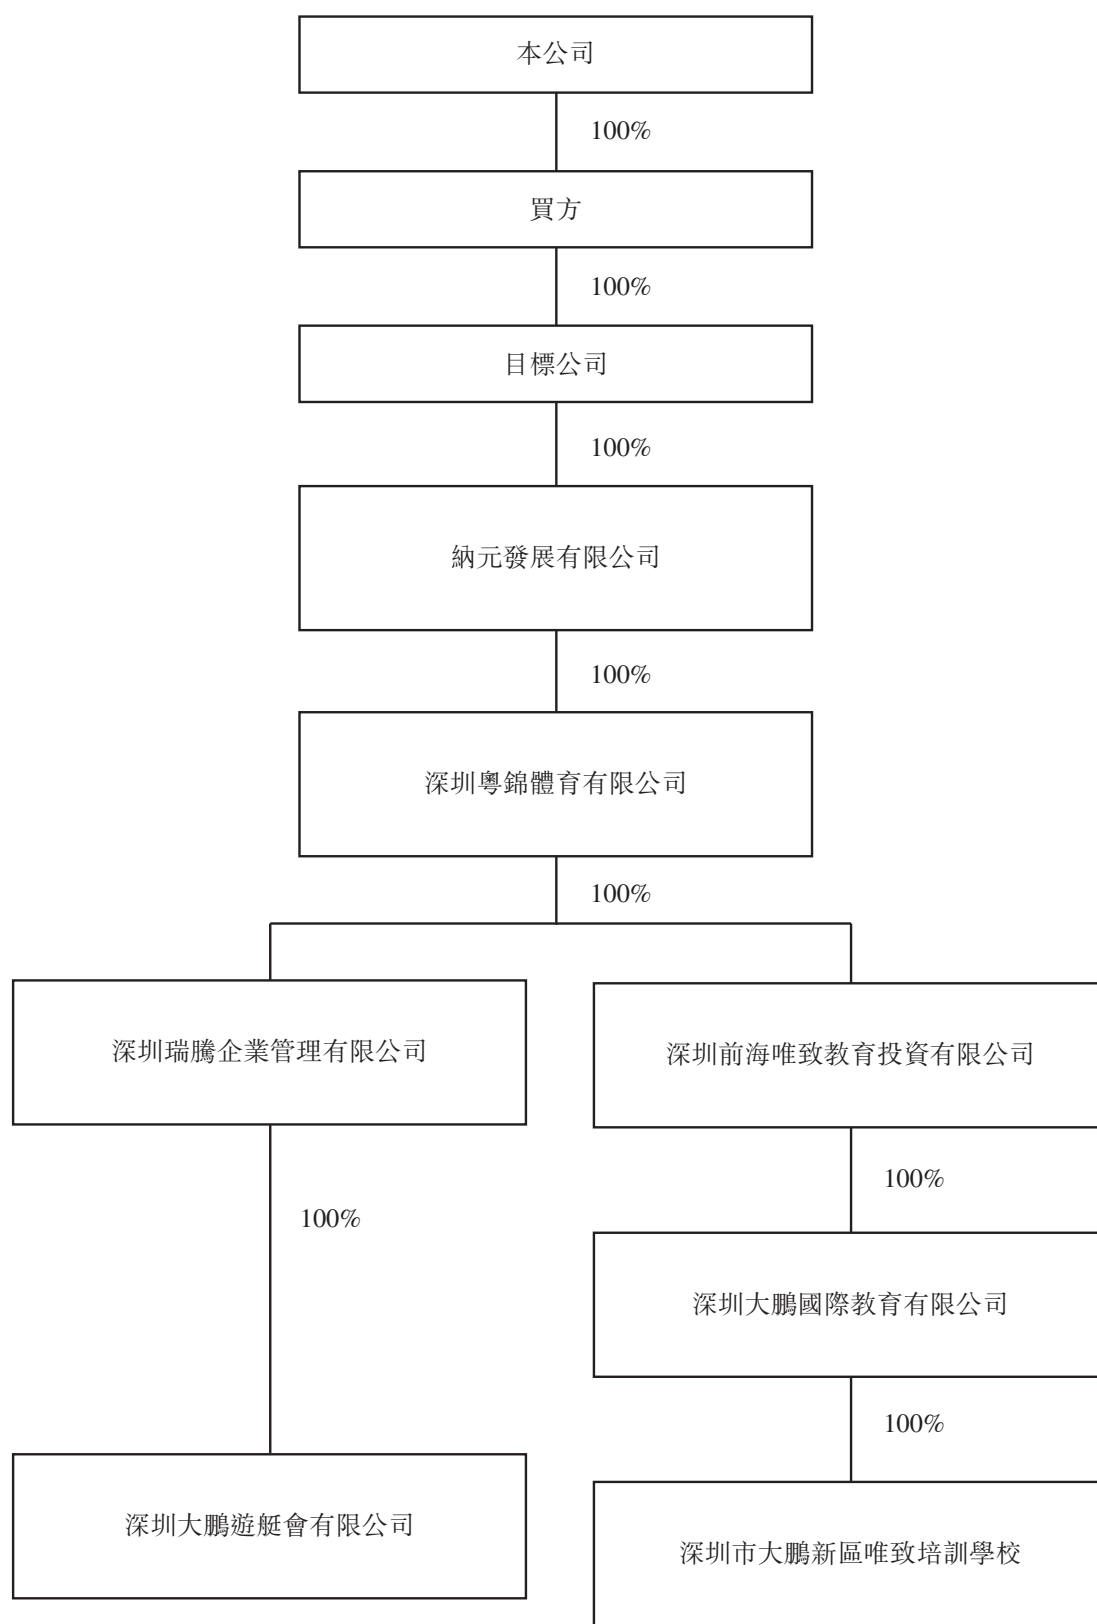 本公司
100%
買方
100%
目標公司
100%
納元發展有限公司
100%
深圳粵錦體育有限公司
100%
深圳瑞騰企業管理有限公司
深圳前海唯致教育投資有限公司
100%
100%
深圳大鵬國際教育有限公司
100%
深圳大鵬遊艇會有限公司
深圳市大鵬新區唯致培訓學校